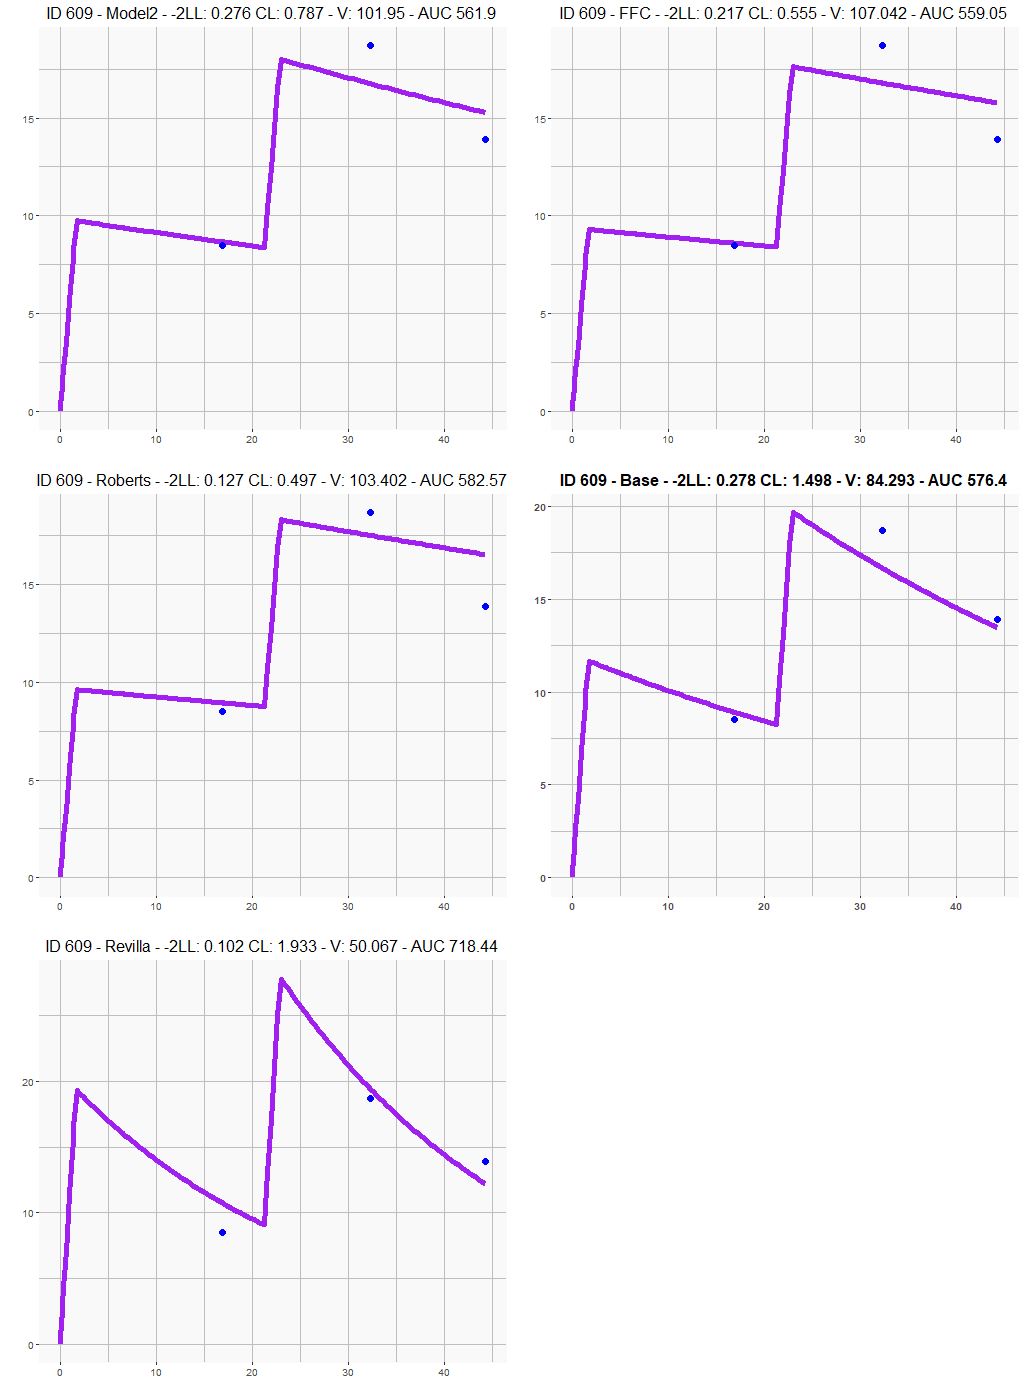 ID 609 - Model2 - -2LL: 0.276 CL: 0.787 - V: 101.95 - AUC 561.9
15
10
5
0
0 10 20 30 40
ID 609 - FFC - -2LL: 0.217 CL: 0.555 - V: 107.042 - AUC 559.05
15
10
5
0
0 10 20 30 40
ID 609 - Roberts - -2LL: 0.127 CL: 0.497 - V: 103.402 - AUC 582.57
15
10
5
0
0 10 20 30 40
ID 609 - Base - -2LL: 0.278 CL: 1.498 - V: 84.293 - AUC 576.4
20
15
10
5
0
0 10 20 30 40
ID 609 - Revilla - -2LL: 0.102 CL: 1.933 - V: 50.067 - AUC 718.44
20
10
0
0 10 20 30 40